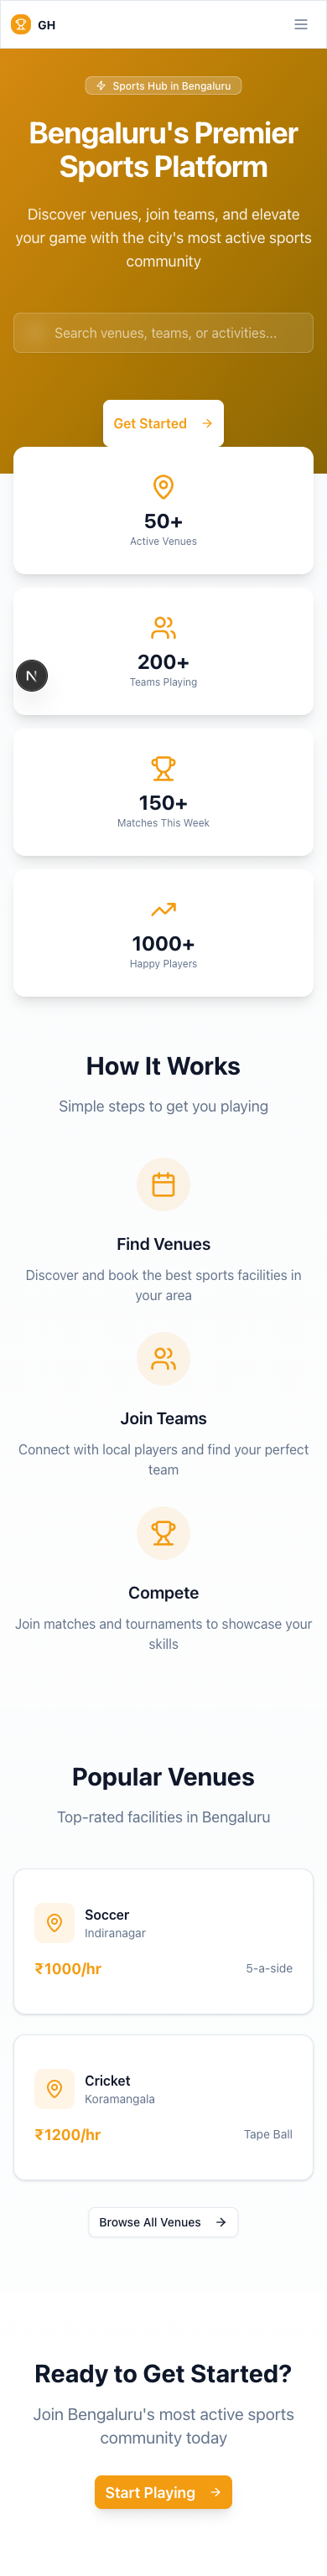 GH
Sports Hub in Bengaluru
Bengaluru's Premier
Sports Platform
Discover venues, join teams, and elevate
your game with the city's most active sports
community
Search venues, teams, or activities...
Get Started
50+
Active Venues
200+
Teams Playing
N
150+
Matches This Week
1000+
Happy Players
How It Works
Simple steps to get you playing
Find Venues
Discover and book the best sports facilities in
your area
Join Teams
Connect with local players and find your perfect
team
Compete
Join matches and tournaments to showcase your
skills
Popular Venues
Top-rated facilities in Bengaluru
Soccer
Indiranagar
₹1000/hr 5-a-side
Cricket
Koramangala
₹1200/hr Tape Ball
Browse All Venues
Ready to Get Started?
Join Bengaluru's most active sports
community today
Start Playing